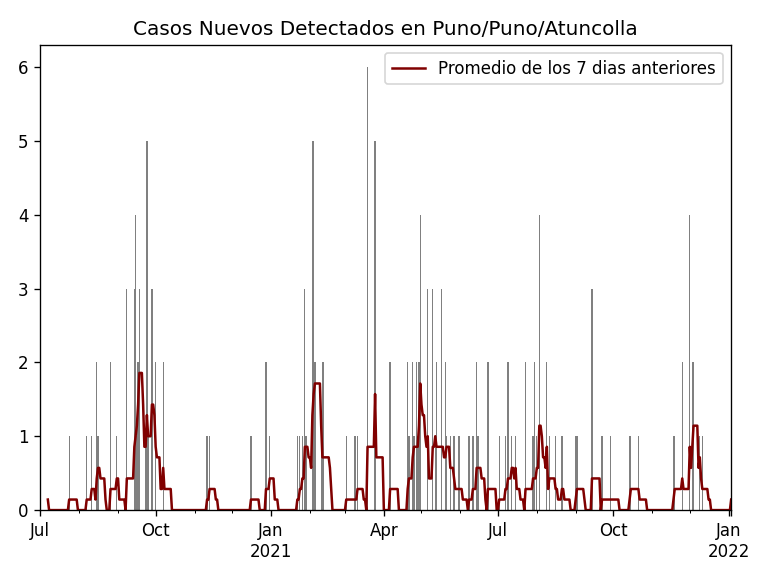 Casos Nuevos Detectados en Puno/Puno/Atuncolla
Promedio de los 7 dias anteriores
6
5
4
3
2
1
0
Jul Oct Jan Apr Jul Oct Jan
2021 2022